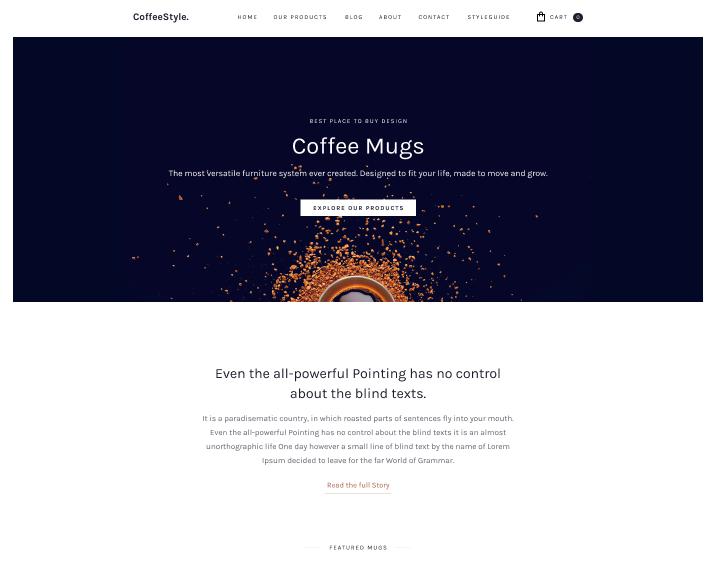 CoffeeStyle.
HOME OUR PRODUCTS BLOG ABOUT CONTACT STYLEGUIDE CART 0
BEST PLACE TO BUY DESIGN
Coffee Mugs
The most versatile furniture system ever created. Designed to fit your life, made to move and grow.
EXPLORE OUR PRODUCTS
Even the all-powerful Pointing has no control
about the blind texts.
It is a paradisematic country, in which roasted parts of sentences fly into your mouth.
Even the all-powerful Pointing has no control about the blind texts it is an almost
unorthographic life One day however a small line of blind text by the name of Lorem
Ipsum decided to leave for the far World of Grammar.
Read the full Story
FEATURED MUGS